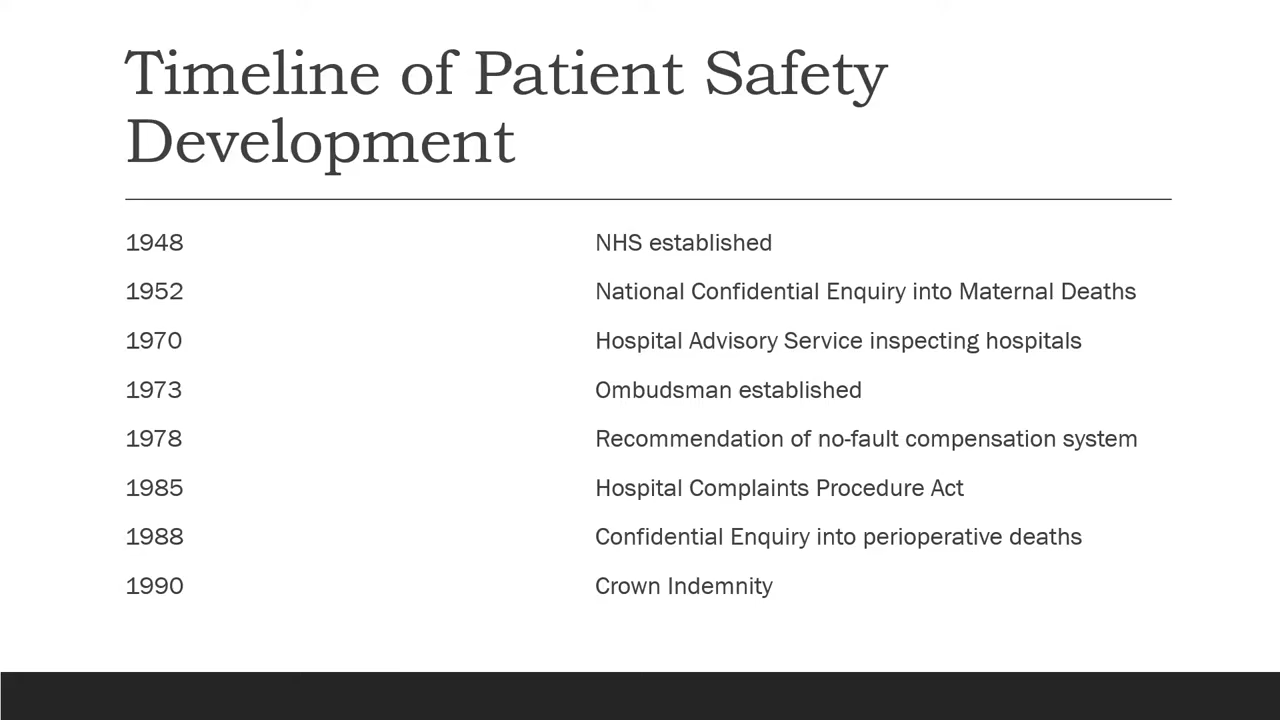 Timeline of Patient Safety
Development
1948 NHS established
1952 National Confidential Enquiry into Maternal Deaths
1970 Hospital Advisory Service inspecting hospitals
1973 Ombudsman established
1978 Recommendation of no-fault compensation system
1985 Hospital Complaints Procedure Act
1988 Confidential Enquiry into perioperative deaths
1990 Crown Indemnity